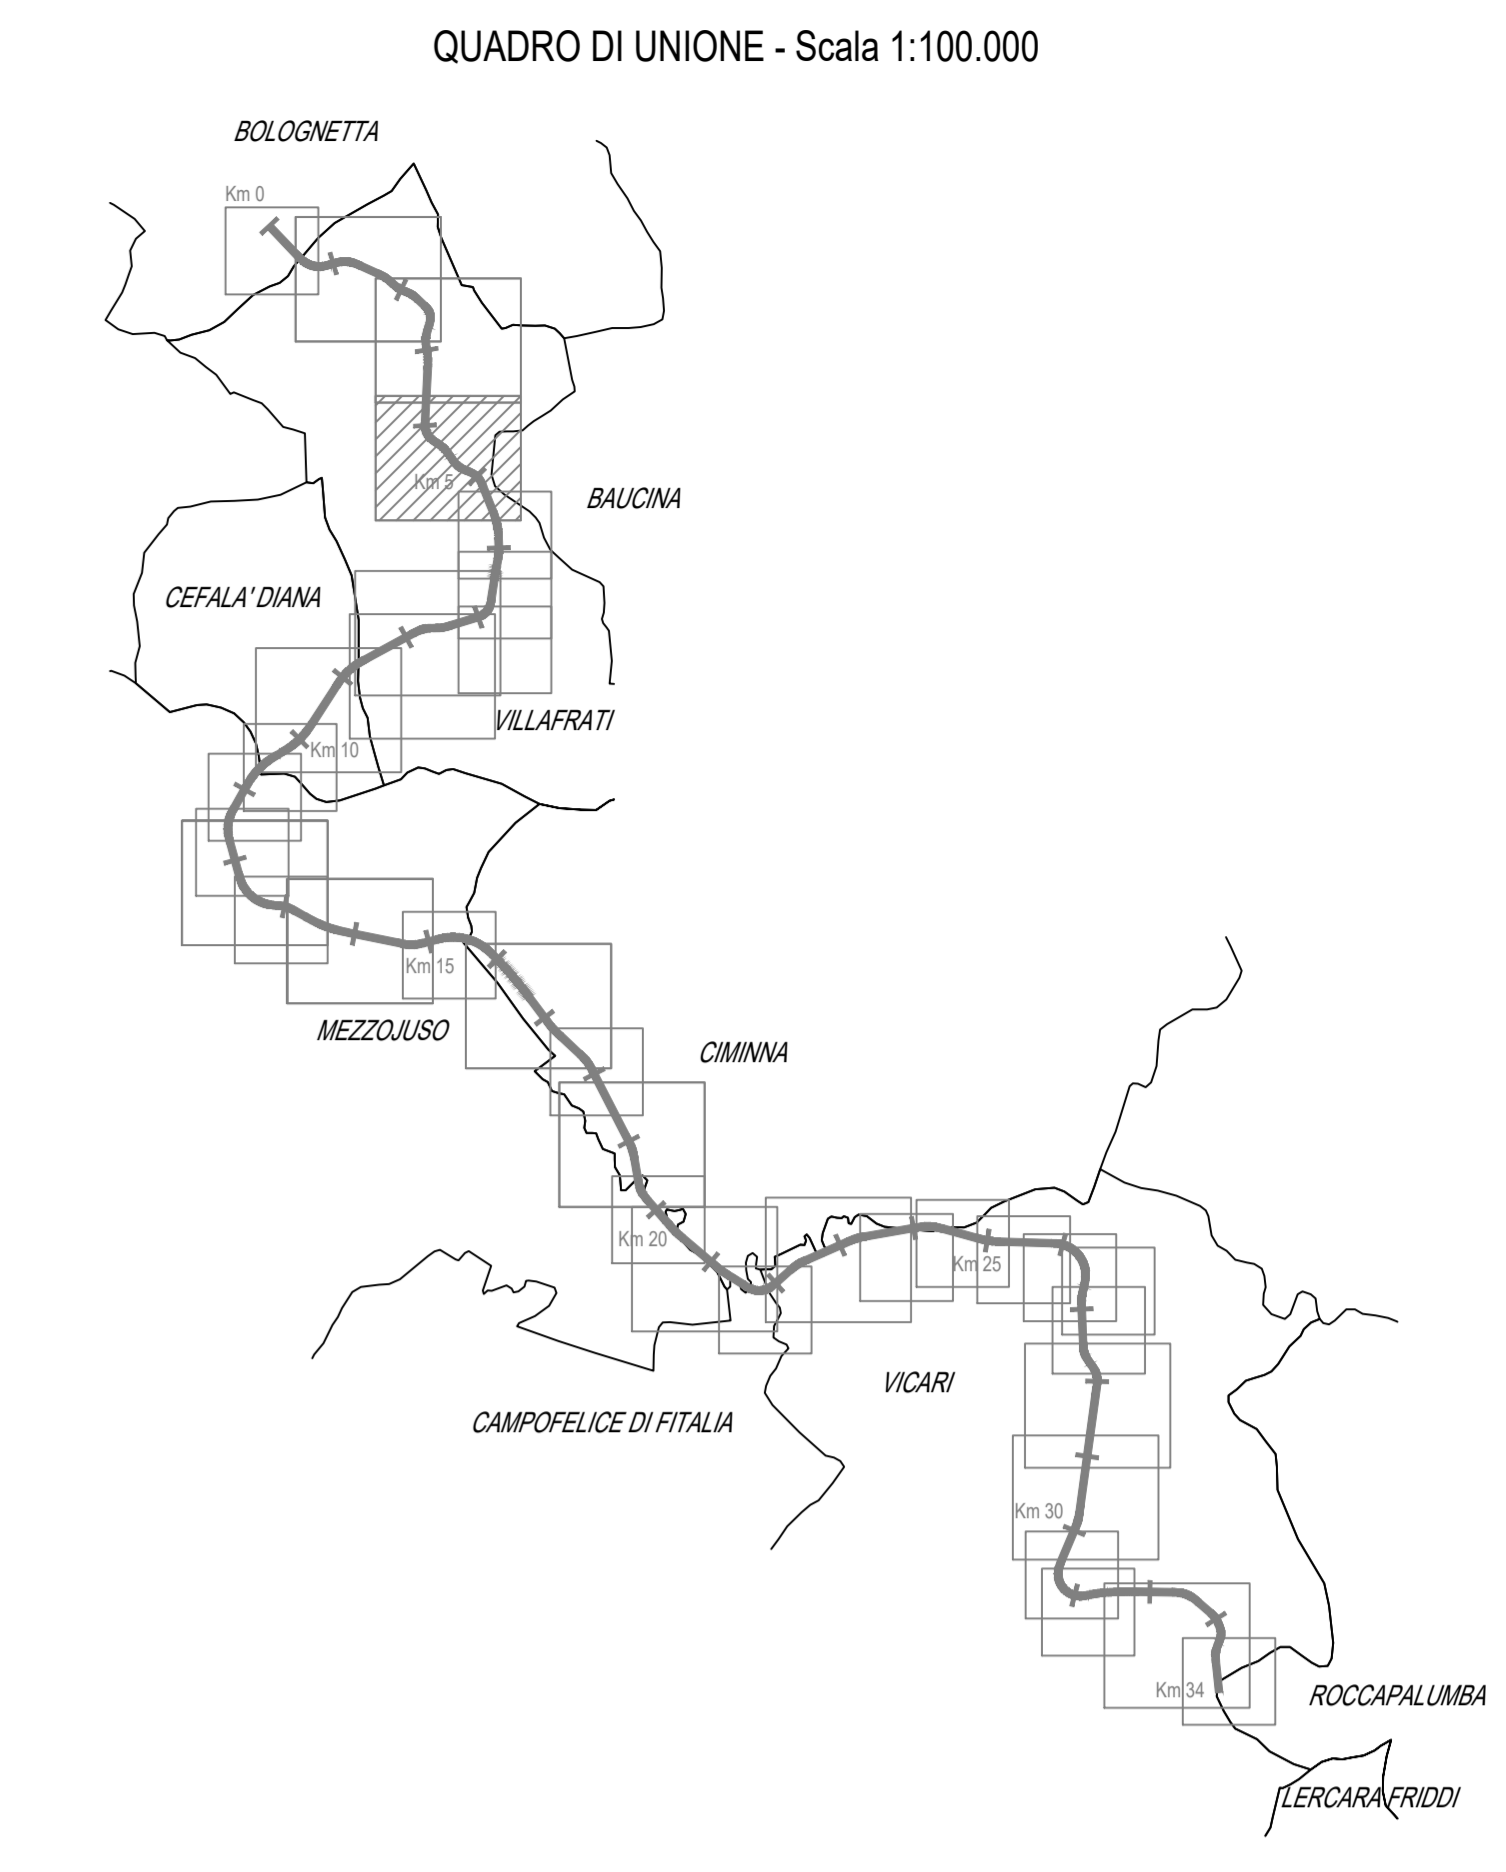 QUADRO DI UNIONE - Scala 1:100.000
BOLOGNETTA
Km 0
Km 5
BAUCINA
CEFALA' DIANA
VILLAFRATI
Km 10
Km 15
MEZZOJUSO
CIMINNA
Km 20
Km 25
VICARI
CAMPOFELICE DI FITALIA
Km 30
Km 34
ROCCAPALUMBA
LERCARA FRIDDI